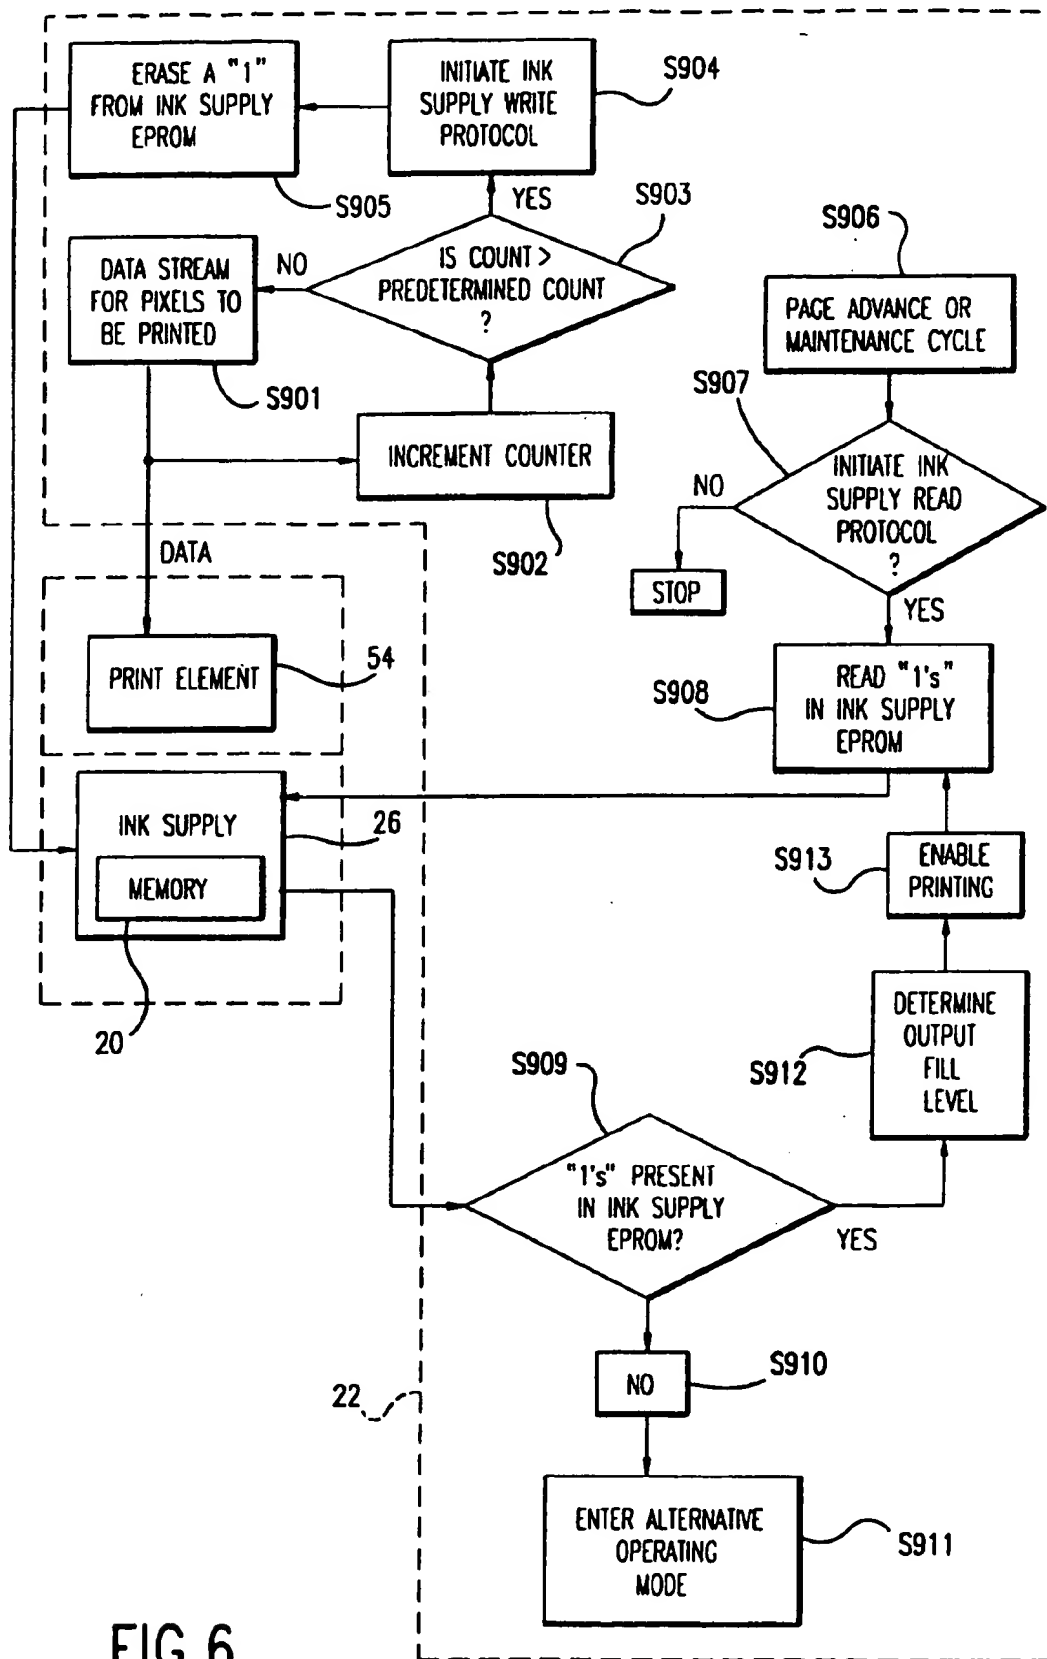 ERASE A "1"
FROM INK SUPPLY
EPROM
S905
INITIATE INK
SUPPLY WRITE
PROTOCOL
S904
YES
S903
IS COUNT >
PREDETERMINED COUNT
?
NO
DATA STREAM
FOR PIXELS TO
BE PRINTED
S901
INCREMENT COUNTER
S902
DATA
PRINT ELEMENT
54
INK SUPPLY
26
MEMORY
20
S906
PAGE ADVANCE OR
MAINTENANCE CYCLE
S907
INITIATE INK
SUPPLY READ
PROTOCOL
?
NO
STOP
YES
READ "1's"
IN INK SUPPLY
EPROM
S908
ENABLE
PRINTING
S913
DETERMINE
OUTPUT
FILL
LEVEL
S912
S909
"1's" PRESENT
IN INK SUPPLY
EPROM?
YES
NO
S910
22
ENTER ALTERNATIVE
OPERATING
MODE
S911
FIG. 6